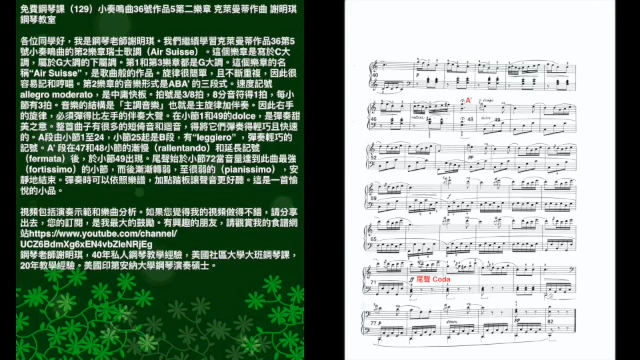 免費鋼琴課（129）小奏鳴曲36號作品5第二樂章 克萊曼蒂作曲 謝明琪
鋼琴教室
各位同學好，我是鋼琴老師謝明琪。我們繼續學習克萊曼蒂作品36第5
號小奏鳴曲的第2樂章瑞士歌調（Air Suisse）。這個樂章是寫於C大
調，屬於G大調的下屬調。第1和第3樂章都是G大調。這個樂章的名
稱“Air Suisse”，是歌曲般的作品。旋律很簡單，且不斷重複，因此很
容易記和哼唱。第2樂章的音樂形式是ABA' 的三段式。速度記號
allegro moderato，是中庸快板。拍號是3/8拍，8分音符得1拍，每小
節有3拍。音樂的結構是「主調音樂」也就是主旋律加伴奏。因此右手
的旋律，必須彈得比左手的伴奏大聲。在小節1和49的dolce，是彈奏甜
美之意。整首曲子有很多的短倚音和迴音，得將它們彈奏得輕巧且快速
的。A段由小節1至24，小節25起是B段，有“leggiero” ，彈奏輕巧的
記號。A' 段在47和48小節的漸慢（rallentando）和延長記號
（fermata）後，於小節49出現。尾聲始於小節72當音量達到此曲最強
（fortissimo）的小節，而後漸漸轉弱，至很弱的（pianissimo），安
靜地結束。彈奏時可以依照樂譜，加點踏板讓聲音更好聽。這是一首愉
悅的小品。
視頻包括演奏示範和樂曲分析。如果您覺得我的視頻做得不錯，請分享
出去，您的訂閱，是我最大的鼓勵。有興趣的朋友，請觀賞我的食譜網
站https://www.youtube.com/channel/
UCZ6BdmXg6xEN4vbZleNRjEg
鋼琴老師謝明琪，40年私人鋼琴教學經驗，美國社區大學大班鋼琴課，
20年教學經驗。美國印第安納大學鋼琴演奏碩士。
40
A'
46
52
59
65
71
尾聲 Coda
77
82